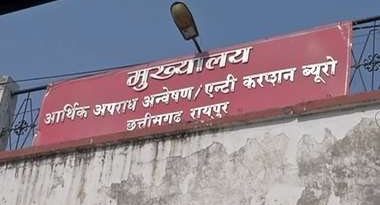 मुख्यालय
आर्थिक अपराध अन्वेषण/एन्टी करप्शन ब्यूरो
छत्तीसगढ रायपुर